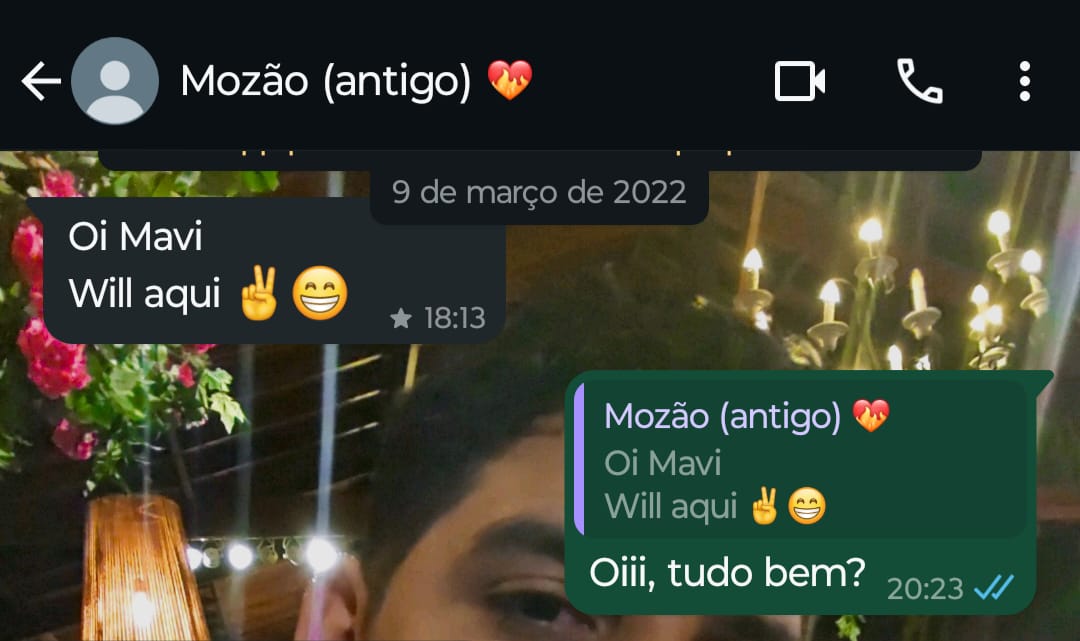 Mozão (antigo) ❤️‍🔥
9 de março de 2022
Oi Mavi
Will aqui ✌️😁
18:13
Mozão (antigo) ❤️‍🔥
Oi Mavi
Will aqui ✌️😁
Oiii, tudo bem?
20:23